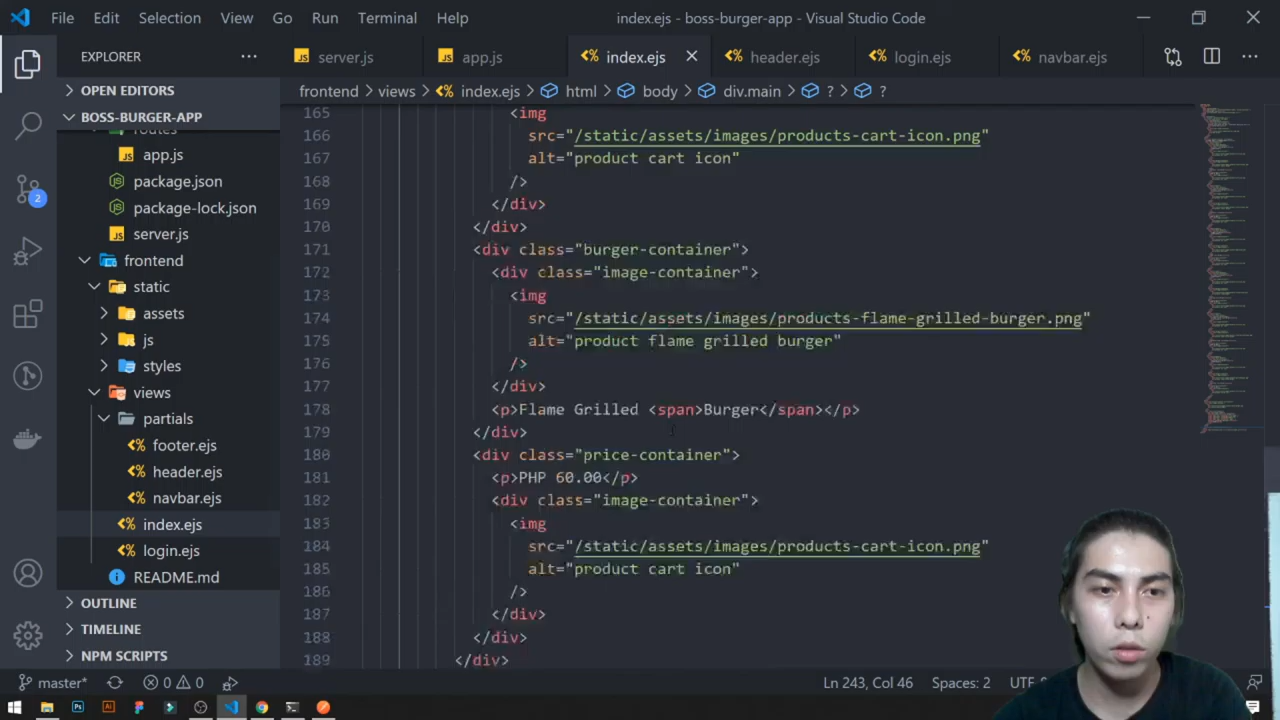 File Edit Selection View Go Run Terminal Help index.ejs - boss-burger-app - Visual Studio Code
EXPLORER
server.js app.js index.ejs header.ejs login.ejs navbar.ejs
OPEN EDITORS
frontend > views > index.ejs > html > body > div.main > ? > ?
BOSS-BURGER-APP
routes
app.js
package.json
package-lock.json
server.js
frontend
static
assets
js
styles
views
partials
footer.ejs
header.ejs
navbar.ejs
index.ejs
login.ejs
README.md
OUTLINE
TIMELINE
NPM SCRIPTS
2
165 <img
166 src="/static/assets/images/products-cart-icon.png"
167 alt="product cart icon"
168 />
169 </div>
170 </div>
171 <div class="burger-container">
172 <div class="image-container">
173 <img
174 src="/static/assets/images/products-flame-grilled-burger.png"
175 alt="product flame grilled burger"
176 />
177 </div>
178 <p>Flame Grilled <span>Burger</span></p>
179 </div>
180 <div class="price-container">
181 <p>PHP 60.00</p>
182 <div class="image-container">
183 <img
184 src="/static/assets/images/products-cart-icon.png"
185 alt="product cart icon"
186 />
187 </div>
188 </div>
189 </div>
master* 0 0 Ln 243, Col 46 Spaces: 2